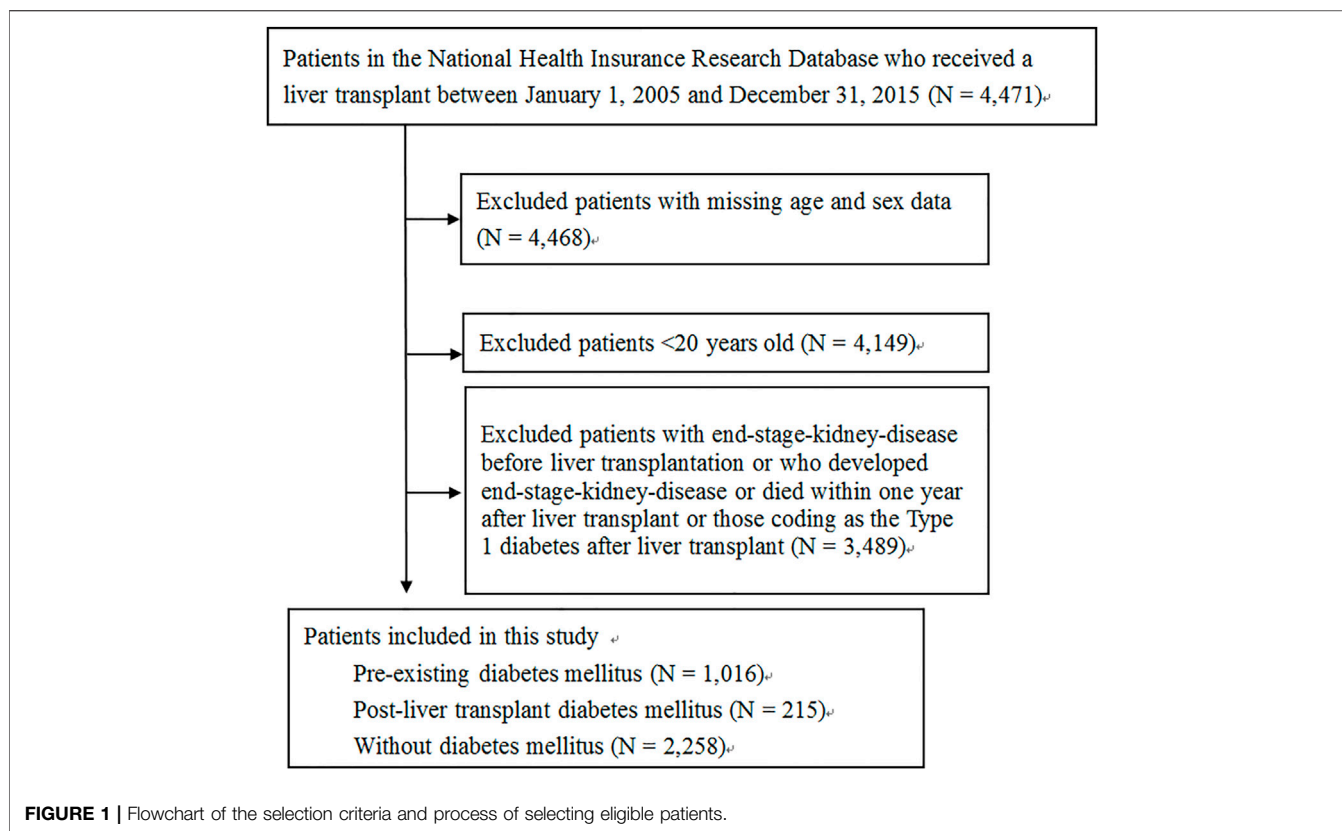 Patients in the National Health Insurance Research Database who received a
liver transplant between January 1, 2005 and December 31, 2015 (N = 4,471)↵
Excluded patients with missing age and sex data
(N = 4,468)↵
Excluded patients <20 years old (N = 4,149)↵
Excluded patients with end-stage-kidney-disease
before liver transplantation or who developed
end-stage-kidney-disease or died within one year
after liver transplant or those coding as the Type
1 diabetes after liver transplant (N = 3,489)↵
Patients included in this study ↵
Pre-existing diabetes mellitus (N = 1,016)↵
Post-liver transplant diabetes mellitus (N = 215)↵
Without diabetes mellitus (N = 2,258)↵
FIGURE 1 | Flowchart of the selection criteria and process of selecting eligible patients.